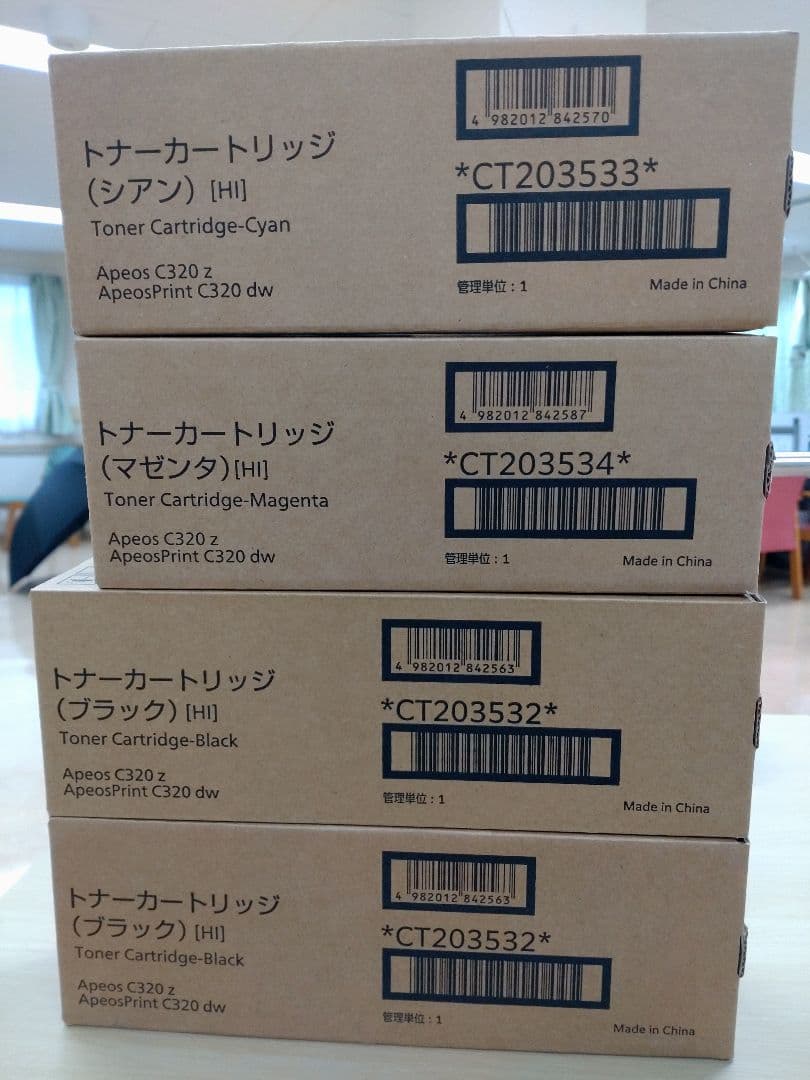 トナーカートリッジ
（シアン）[HI]
Toner Cartridge-Cyan
Apeos C320 z
ApeosPrint C320 dw
4 982012 842570
*CT203533*
管理単位：1
Made in China
トナーカートリッジ
（マゼンタ）[HI]
Toner Cartridge-Magenta
Apeos C320 z
ApeosPrint C320 dw
4 982012 842587
*CT203534*
管理単位：1
Made in China
トナーカートリッジ
（ブラック）[HI]
Toner Cartridge-Black
Apeos C320 z
ApeosPrint C320 dw
4 982012 842563
*CT203532*
管理単位：1
Made in China
トナーカートリッジ
（ブラック）[HI]
Toner Cartridge-Black
Apeos C320 z
ApeosPrint C320 dw
4 982012 842563
*CT203532*
管理単位：1
Made in China